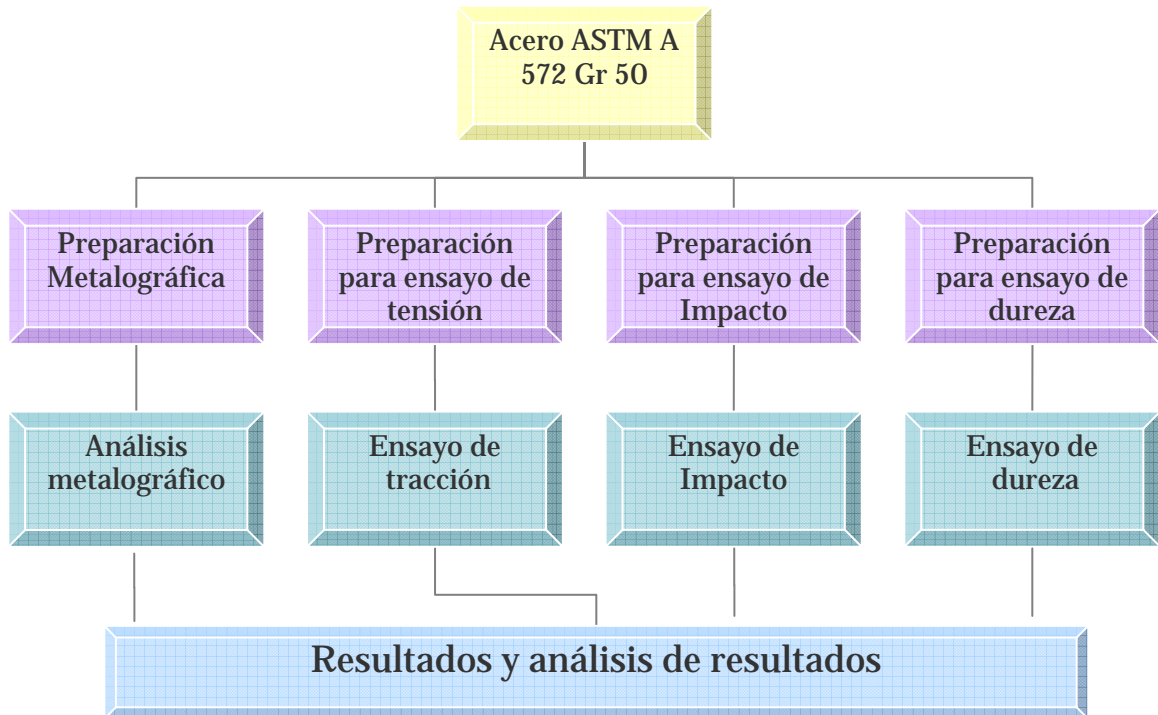 Acero ASTM A
572 Gr 50
Preparación
Metalográfica
Preparación
para ensayo de
tensión
Preparación
para ensayo de
Impacto
Preparación
para ensayo de
dureza
Análisis
metalográfico
Ensayo de
tracción
Ensayo de
Impacto
Ensayo de
dureza
Resultados y análisis de resultados